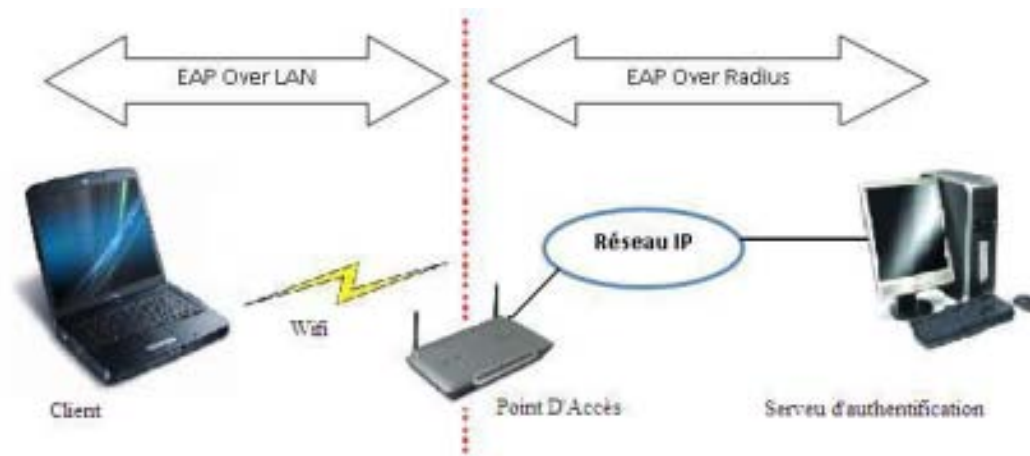 EAP Over LAN
EAP Over Radius
Réseau IP
Wifi
Client
Point D'Accès
Serveu d'authentification